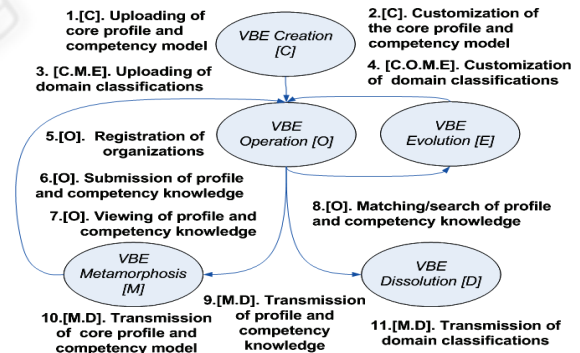 1.[C]. Uploading of
core profile and
competency model
VBE Creation
[C]
2.[C]. Customization of
the core profile and
competency model
3. [C.M.E]. Uploading of
domain classifications
4. [C.O.M.E]. Customization
of domain classifications
5.[O]. Registration of
organizations
VBE
Operation [O]
VBE
Evolution [E]
6.[O]. Submission of profile
and competency knowledge
7.[O]. Viewing of profile and
competency knowledge
8.[O]. Matching/search of profile
and competency knowledge
VBE
Metamorphosis
[M]
VBE
Dissolution [D]
9.[M.D]. Transmission
of profile and
competency
knowledge
10.[M.D]. Transmission
of core profile and
competency model
11.[M.D]. Transmission of
domain classifications